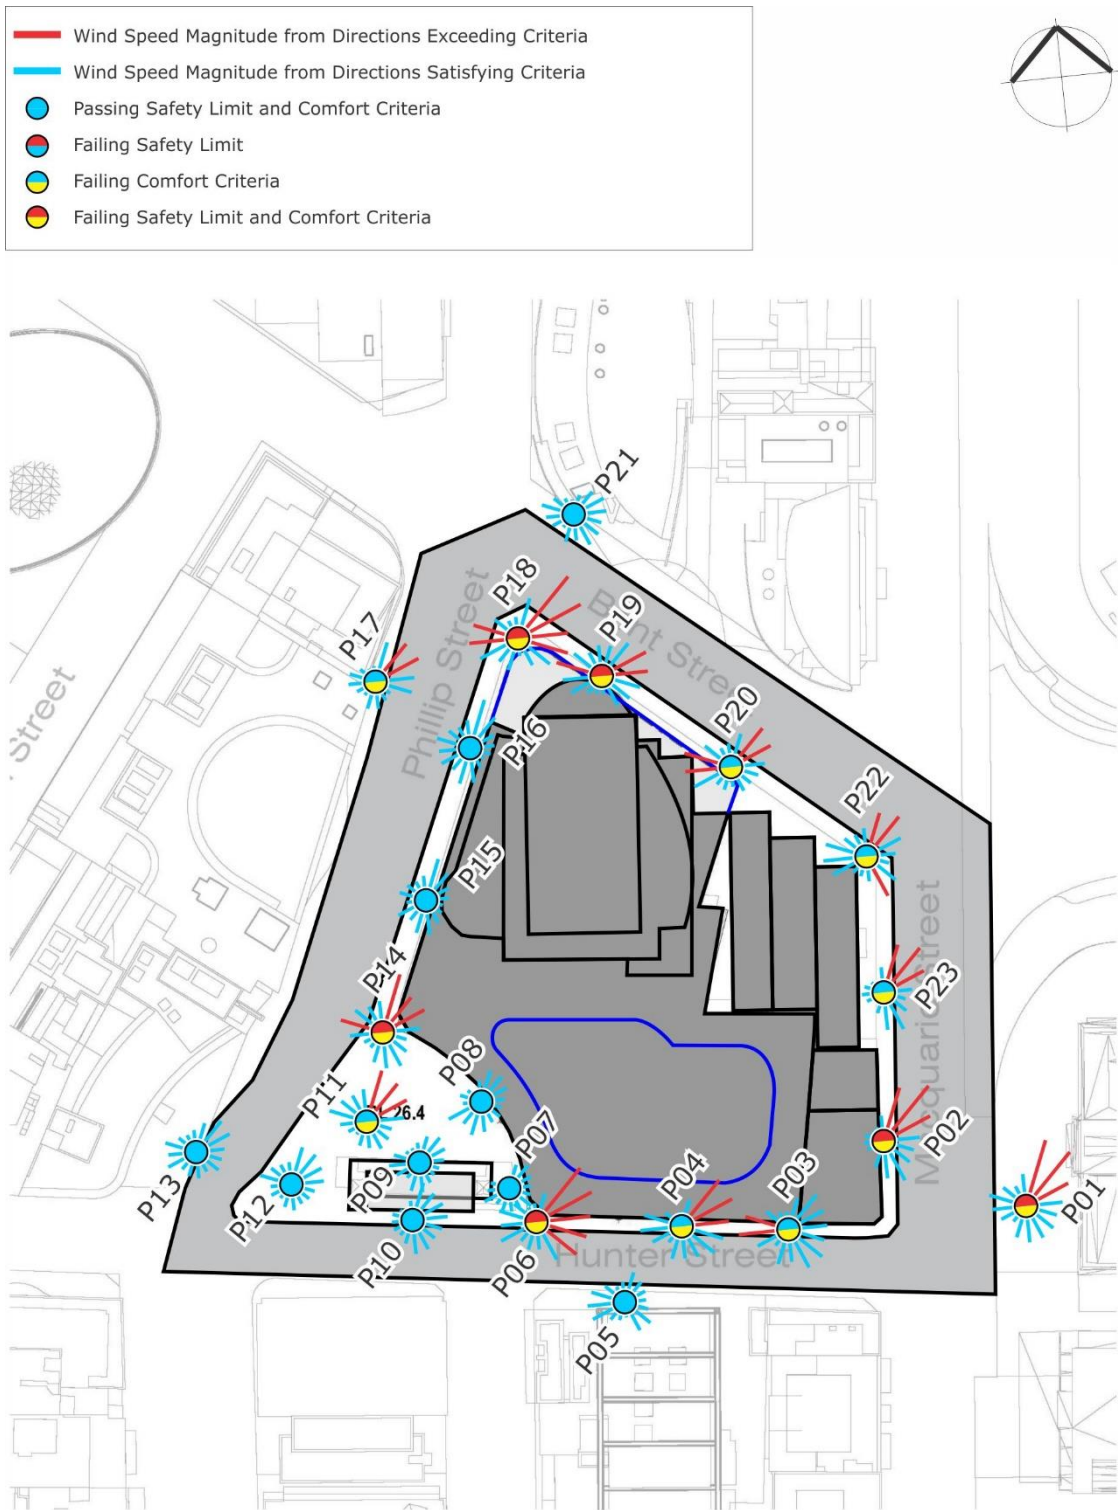 Wind Speed Magnitude from Directions Exceeding Criteria
Wind Speed Magnitude from Directions Satisfying Criteria
Passing Safety Limit and Comfort Criteria
Failing Safety Limit
Failing Comfort Criteria
Failing Safety Limit and Comfort Criteria
P21
P18
Phillip Street
P19
P17
Street
P20
P16
P22
P15
Macquarie Street
P14
P23
P08
P11
26.4
P07
P02
P04
P03
P01
P09
P13
P12
P10
P06
Hunter Street
P05
Street